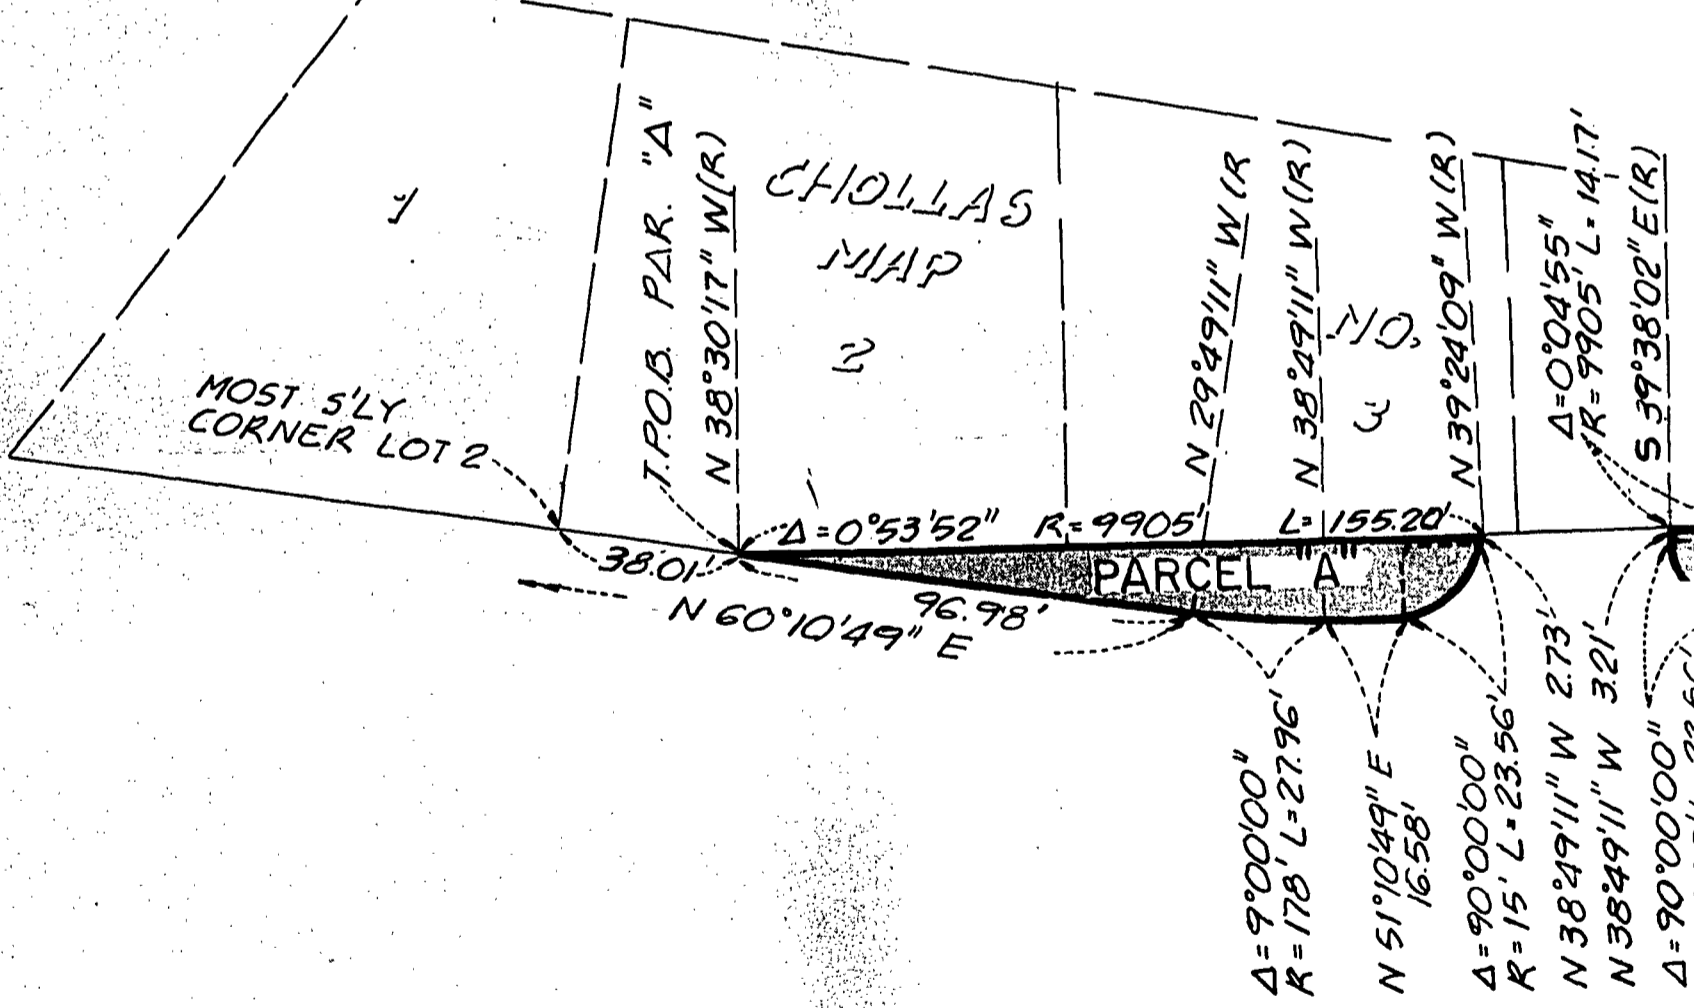 1
MOST S'LY
CORNER LOT 2
T.P.O.B. PAR. "A"
N 38°30'17" W(R)
CHOLLAS
MAP
2
N 29°49'11" W(R
N 38°49'11" W(R)
NO.
3
N 39°24'09" W(R)
Δ=0°04'55"
R=9905' L=14.17'
S 39°38'02" E(R)
Δ=0°53'52" R=9905' L=155.20'
PARCEL "A"
38.01'
96.98'
N 60°10'49" E
Δ=9°00'00"
R=178' L=27.96'
N 51°10'49" E
16.58'
Δ=90°00'00"
R=15' L=23.56'
N 38°49'11" W 2.73'
N 38°49'11" W 3.21'
Δ=90°00'00"